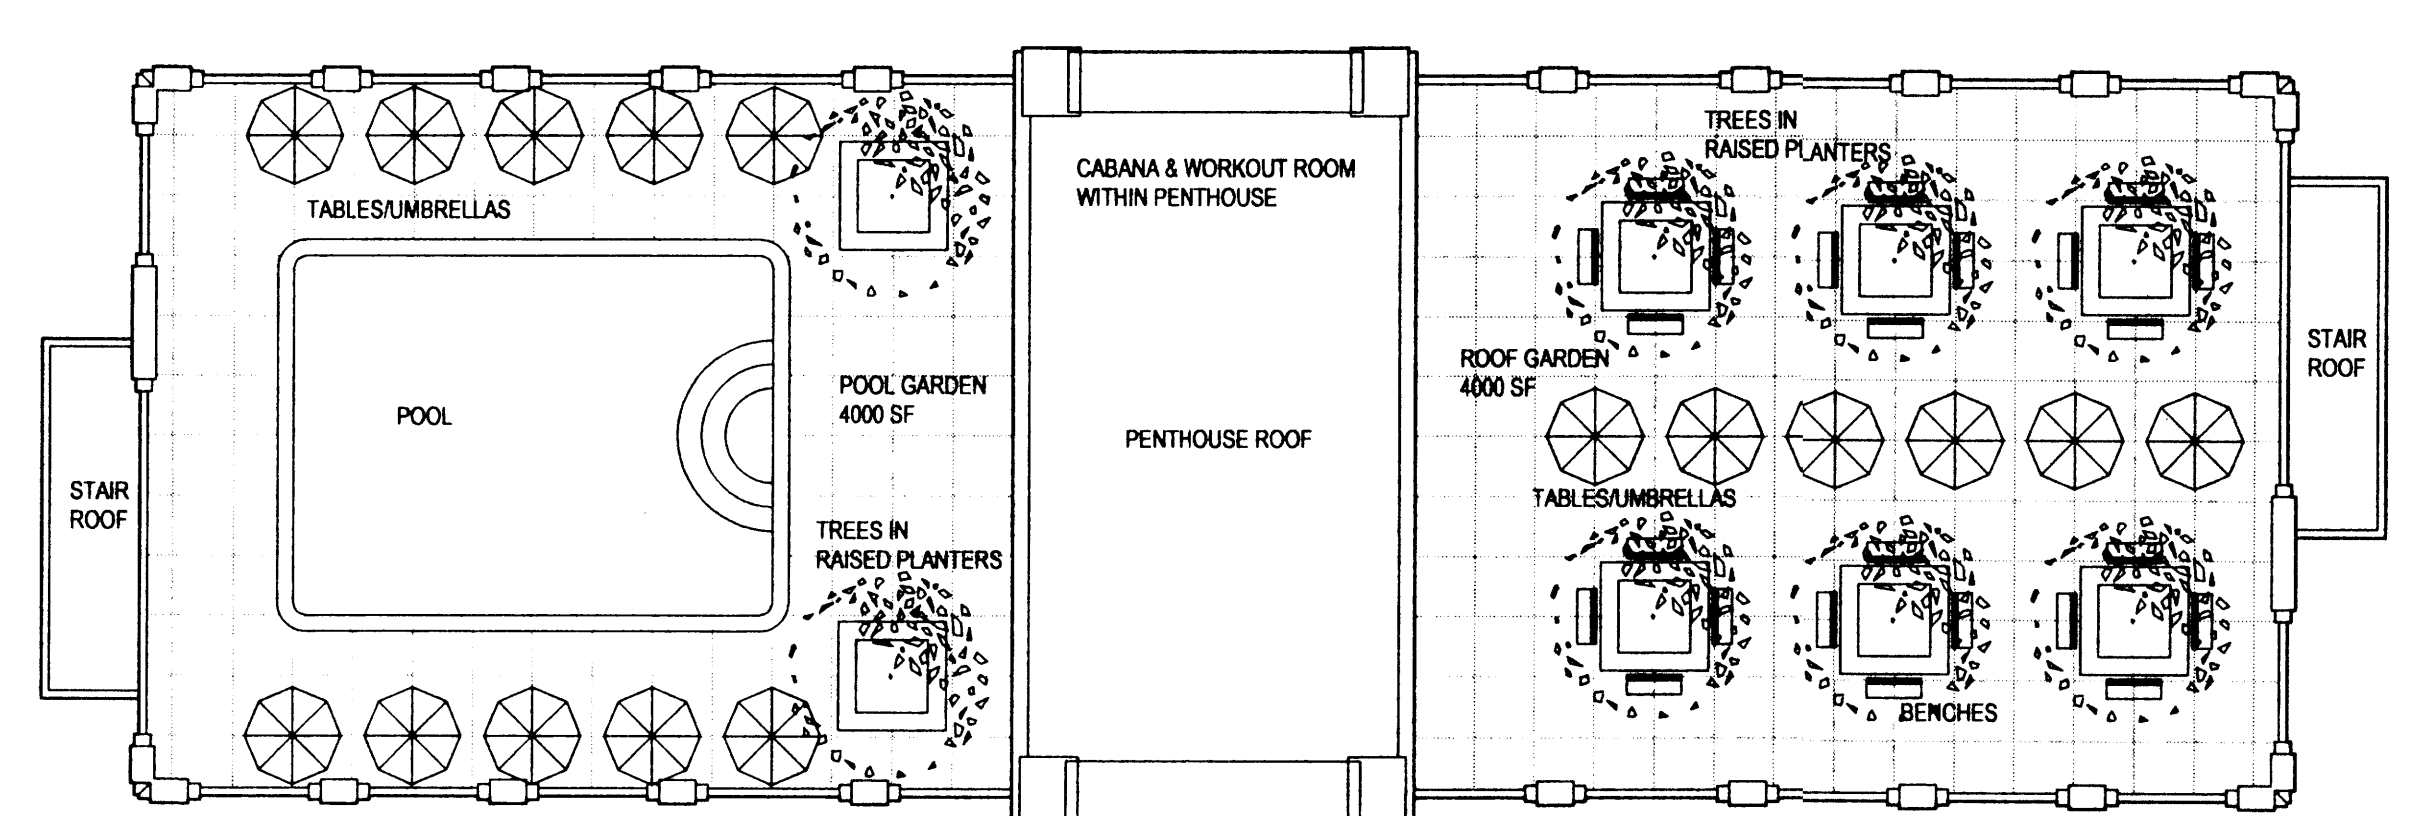 TABLES/UMBRELLAS
POOL
POOL GARDEN
4000 SF
STAIR
ROOF
TREES IN
RAISED PLANTERS
CABANA & WORKOUT ROOM
WITHIN PENTHOUSE
PENTHOUSE ROOF
TREES IN
RAISED PLANTERS
ROOF GARDEN
4000 SF
TABLES/UMBRELLAS
BENCHES
STAIR
ROOF